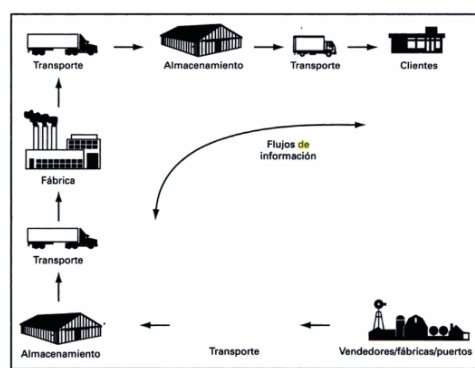 Transporte
Almacenamiento
Transporte
Clientes
Flujos de
información
Fábrica
Transporte
Almacenamiento
Transporte
Vendedores/fábricas/puertos